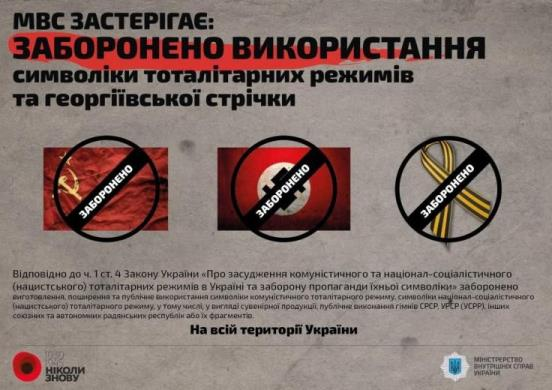 МВС ЗАСТЕРІГАЄ:
ЗАБОРОНЕНО ВИКОРИСТАННЯ
символіки тоталітарних режимів
та георгіївської стрічки
ЗАБОРОНЕНО
ЗАБОРОНЕНО
ЗАБОРОНЕНО
Відповідно до ч. 1 ст. 4 Закону України «Про засудження комуністичного та націонал-соціалістичного
(нацистського) тоталітарних режимів в Україні та заборону пропаганди їхньої символіки» заборонено
виготовлення, поширення та публічне використання символіки комуністичного тоталітарного режиму, символіки націонал-соціалістичного
(нацистського) тоталітарного режиму, у тому числі, у вигляді сувенірної продукції, публічне виконання гімнів СРСР, УРСР (УССР), інших
союзних та автономних радянських республік або їх фрагментів.
На всій території України
НІКОЛИ
ЗНОВУ
МІНІСТЕРСТВО
ВНУТРІШНІХ СПРАВ
УКРАЇНИ